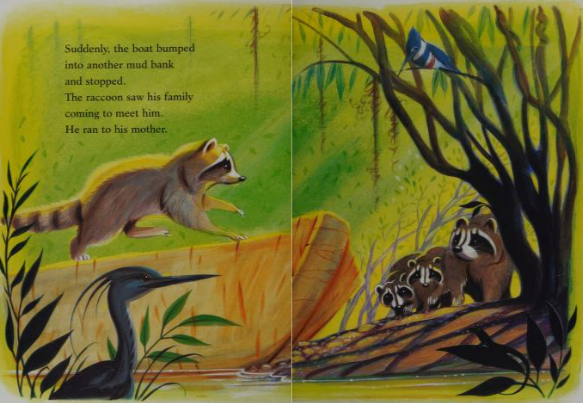 Suddenly, the boat bumped
into another mud bank
and stopped.
The raccoon saw his family
coming to meet him.
He ran to his mother.